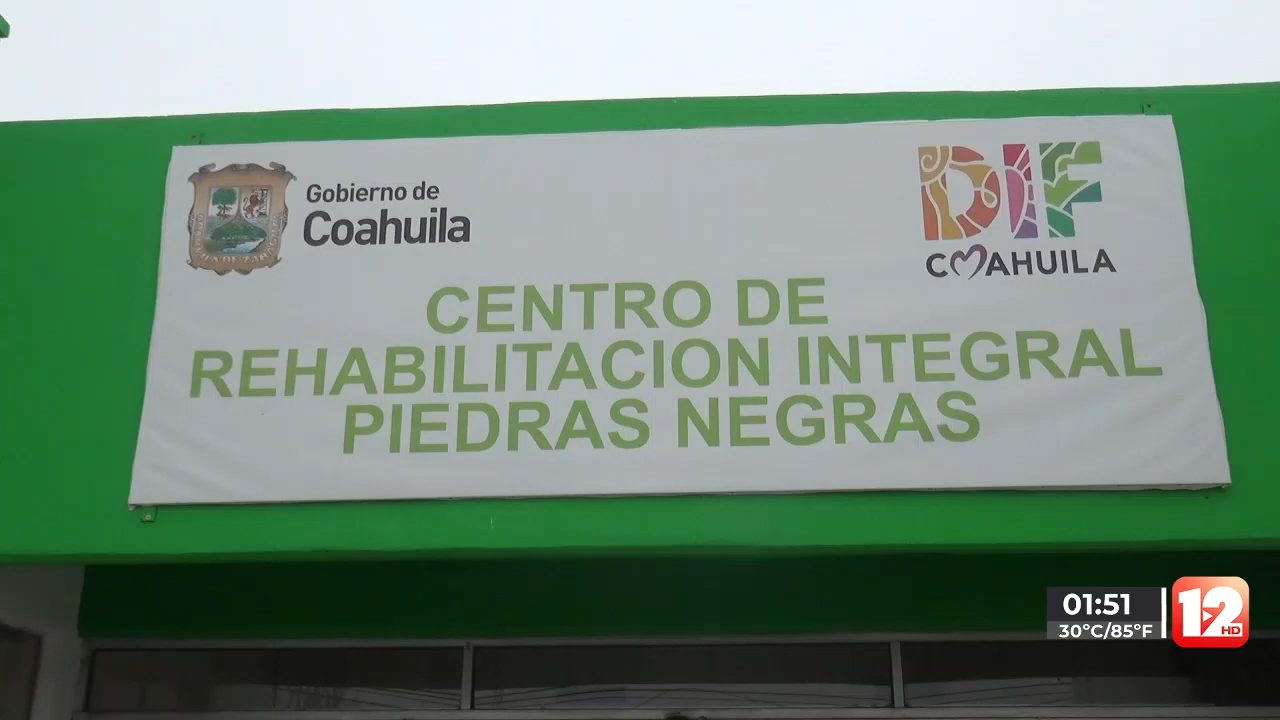 Gobierno de
Coahuila
DIF
COAHUILA
CENTRO DE
REHABILITACION INTEGRAL
PIEDRAS NEGRAS
01:51
30°C/85°F
12
HD